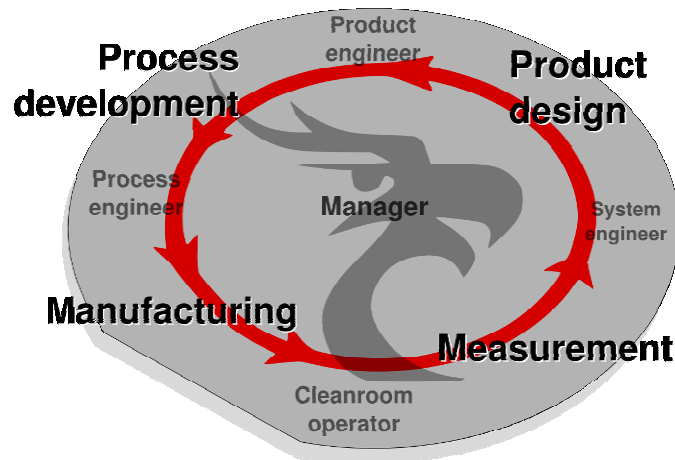 Product
engineer
Process
development
Product
design
Process
engineer
Manager
System
engineer
Manufacturing
Measurement
Cleanroom
operator